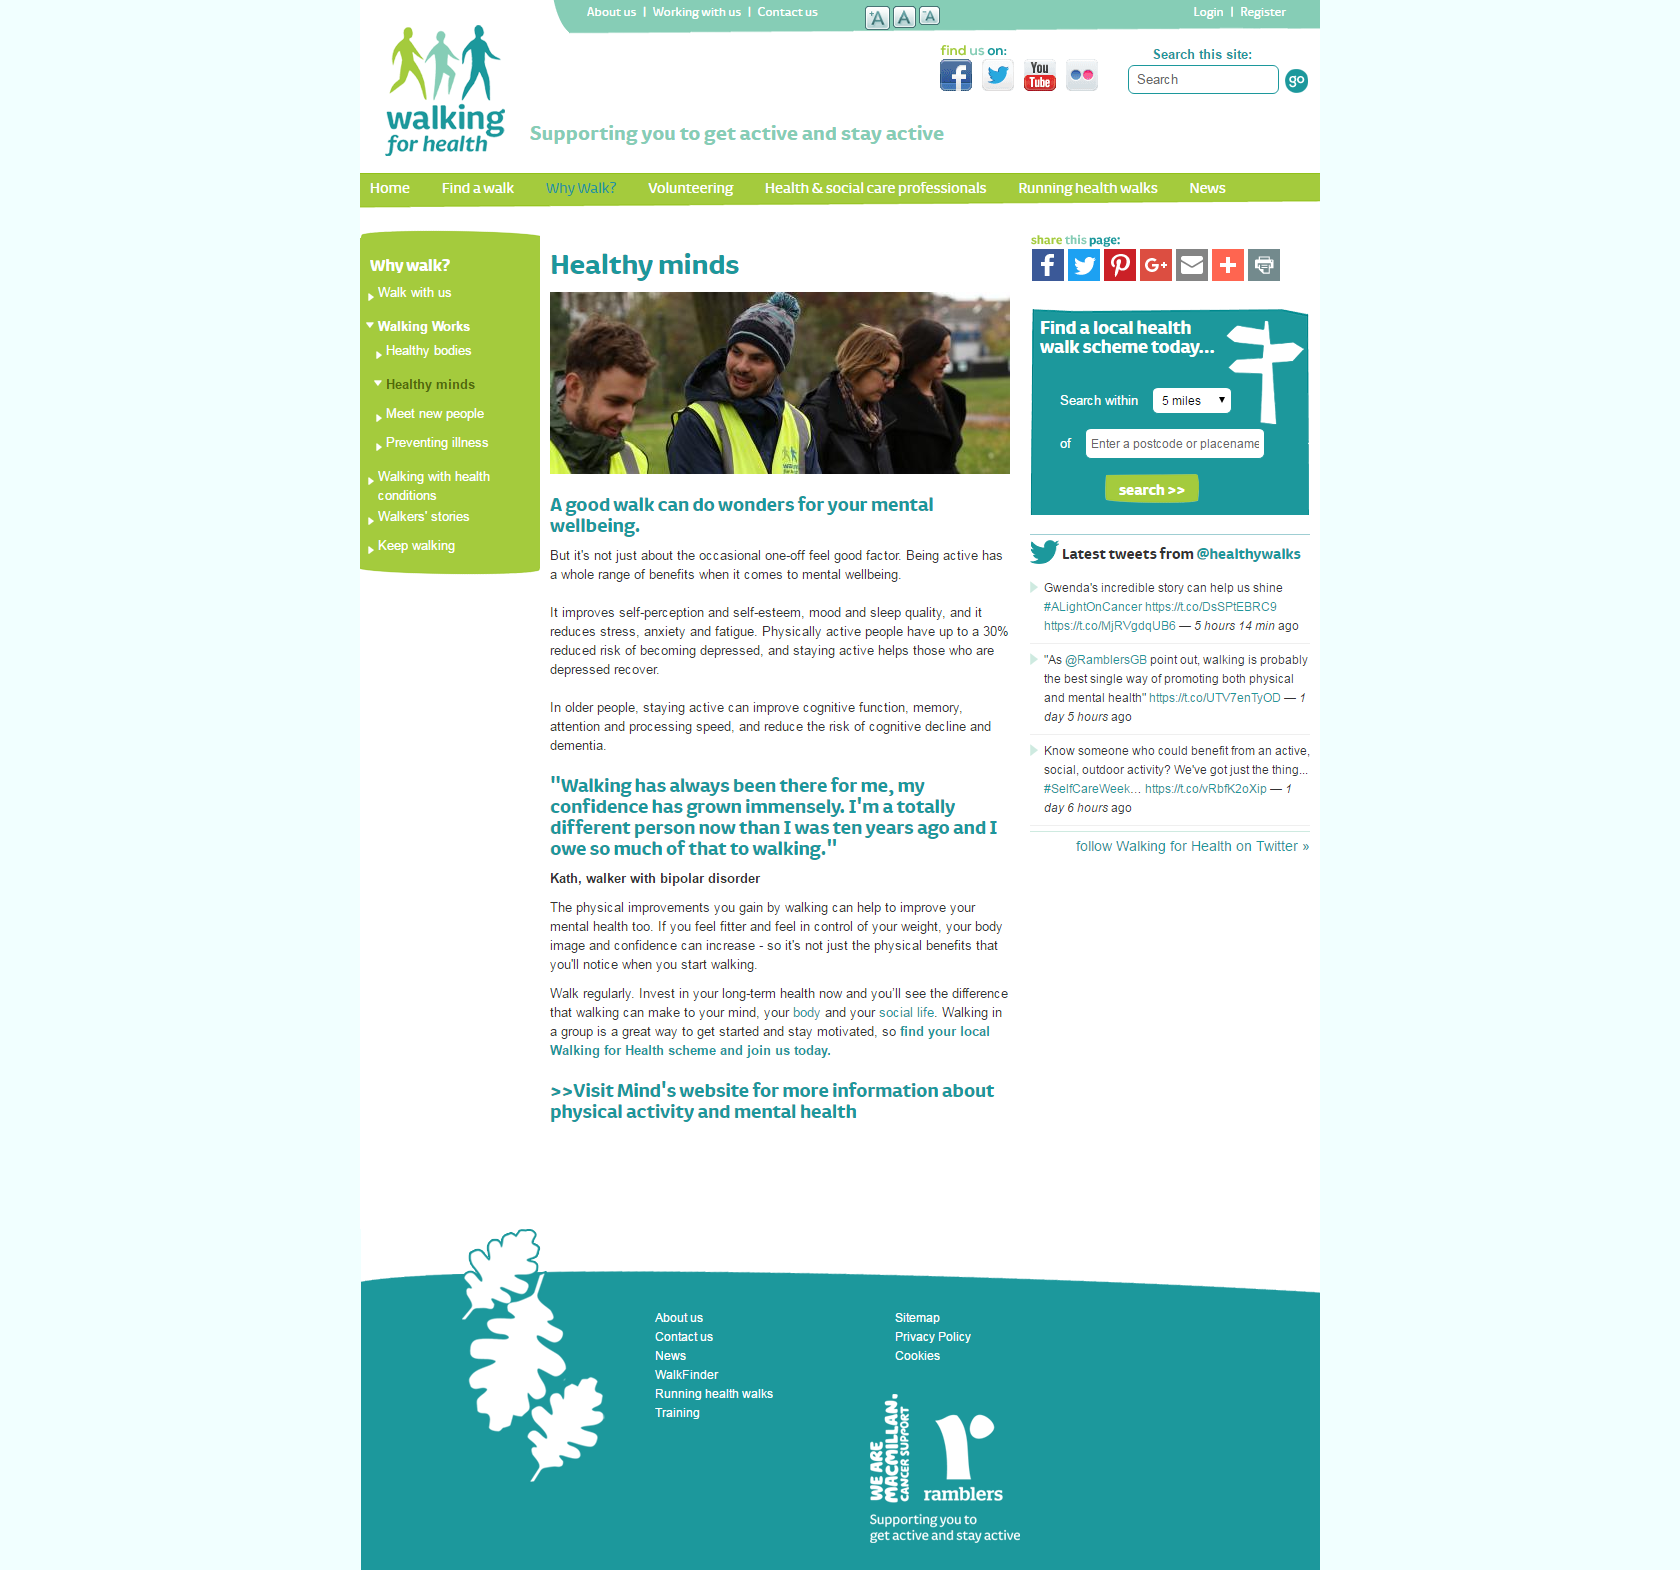 About us | Working with us | Contact us
+A A -A
Login | Register
walking
for health
find us on:
You
Tube
Search this site:
Search
go
Supporting you to get active and stay active
Home Find a walk Why Walk? Volunteering Health & social care professionals Running health walks News
Why walk?
Walk with us
Walking Works
Healthy bodies
Healthy minds
Meet new people
Preventing illness
Walking with health
conditions
Walkers' stories
Keep walking
Healthy minds
A good walk can do wonders for your mental
wellbeing.
But it's not just about the occasional one-off feel good factor. Being active has
a whole range of benefits when it comes to mental wellbeing.
It improves self-perception and self-esteem, mood and sleep quality, and it
reduces stress, anxiety and fatigue. Physically active people have up to a 30%
reduced risk of becoming depressed, and staying active helps those who are
depressed recover.
In older people, staying active can improve cognitive function, memory,
attention and processing speed, and reduce the risk of cognitive decline and
dementia.
"Walking has always been there for me, my
confidence has grown immensely. I'm a totally
different person now than I was ten years ago and I
owe so much of that to walking."
Kath, walker with bipolar disorder
The physical improvements you gain by walking can help to improve your
mental health too. If you feel fitter and feel in control of your weight, your body
image and confidence can increase - so it's not just the physical benefits that
you'll notice when you start walking.
Walk regularly. Invest in your long-term health now and you'll see the difference
that walking can make to your mind, your body and your social life. Walking in
a group is a great way to get started and stay motivated, so find your local
Walking for Health scheme and join us today.
>>Visit Mind's website for more information about
physical activity and mental health
share this page:
G+
Find a local health
walk scheme today...
Search within 5 miles
of Enter a postcode or placename
search >>
Latest tweets from @healthywalks
Gwenda's incredible story can help us shine
#ALightOnCancer https://t.co/DsSPtEBRC9
https://t.co/MjRVgdqUB6 — 5 hours 14 min ago
"As @RamblersGB point out, walking is probably
the best single way of promoting both physical
and mental health" https://t.co/UTV7enTyOD — 1
day 5 hours ago
Know someone who could benefit from an active,
social, outdoor activity? We've got just the thing...
#SelfCareWeek… https://t.co/vRbfK2oXip — 1
day 6 hours ago
follow Walking for Health on Twitter »
About us
Contact us
News
WalkFinder
Running health walks
Training
Sitemap
Privacy Policy
Cookies
WE ARE
MACMILLAN.
CANCER SUPPORT
r
ramblers
Supporting you to
get active and stay active